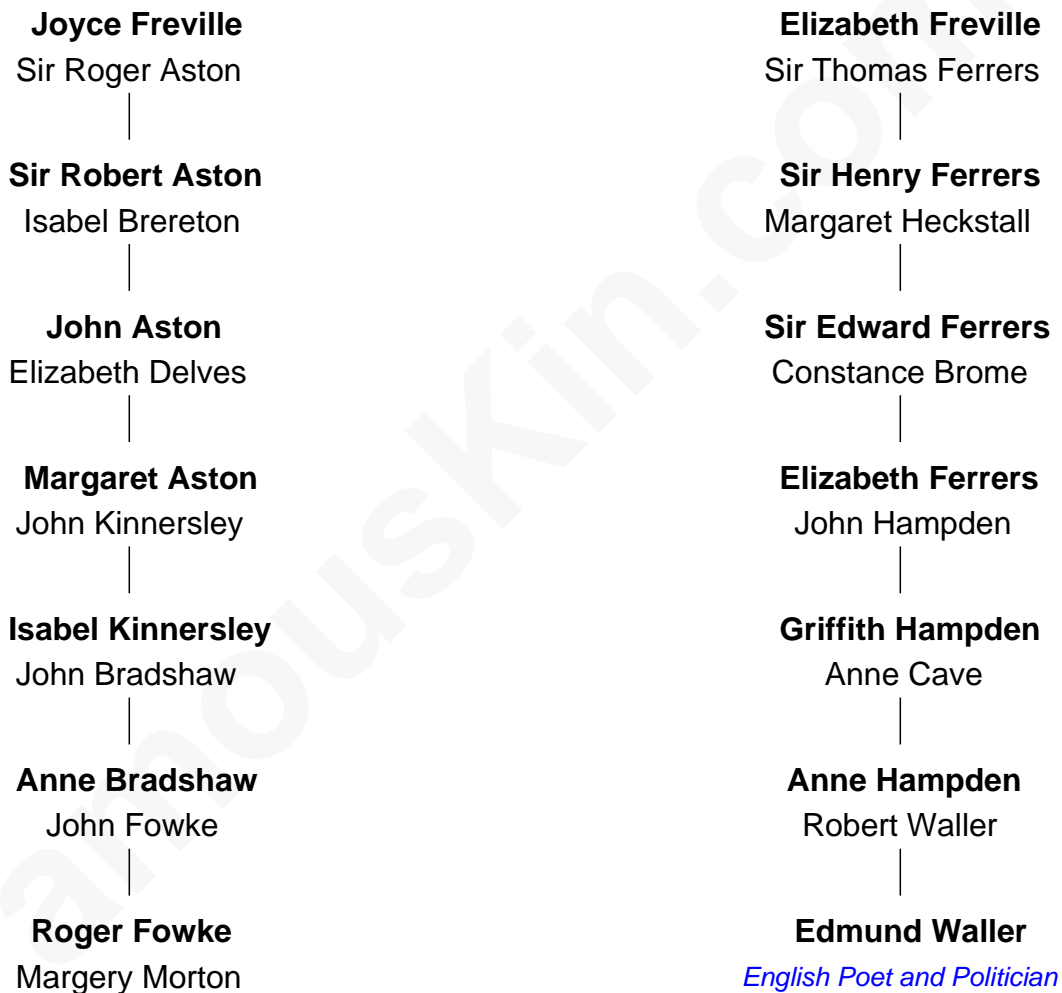 Joyce Freville
Sir Roger Aston
Sir Robert Aston
Isabel Brereton
John Aston
Elizabeth Delves
Margaret Aston
John Kinnersley
Isabel Kinnersley
John Bradshaw
Anne Bradshaw
John Fowke
Roger Fowke
Margery Morton
Elizabeth Freville
Sir Thomas Ferrers
Sir Henry Ferrers
Margaret Heckstall
Sir Edward Ferrers
Constance Brome
Elizabeth Ferrers
John Hampden
Griffith Hampden
Anne Cave
Anne Hampden
Robert Waller
Edmund Waller
English Poet and Politician
amouskin.com